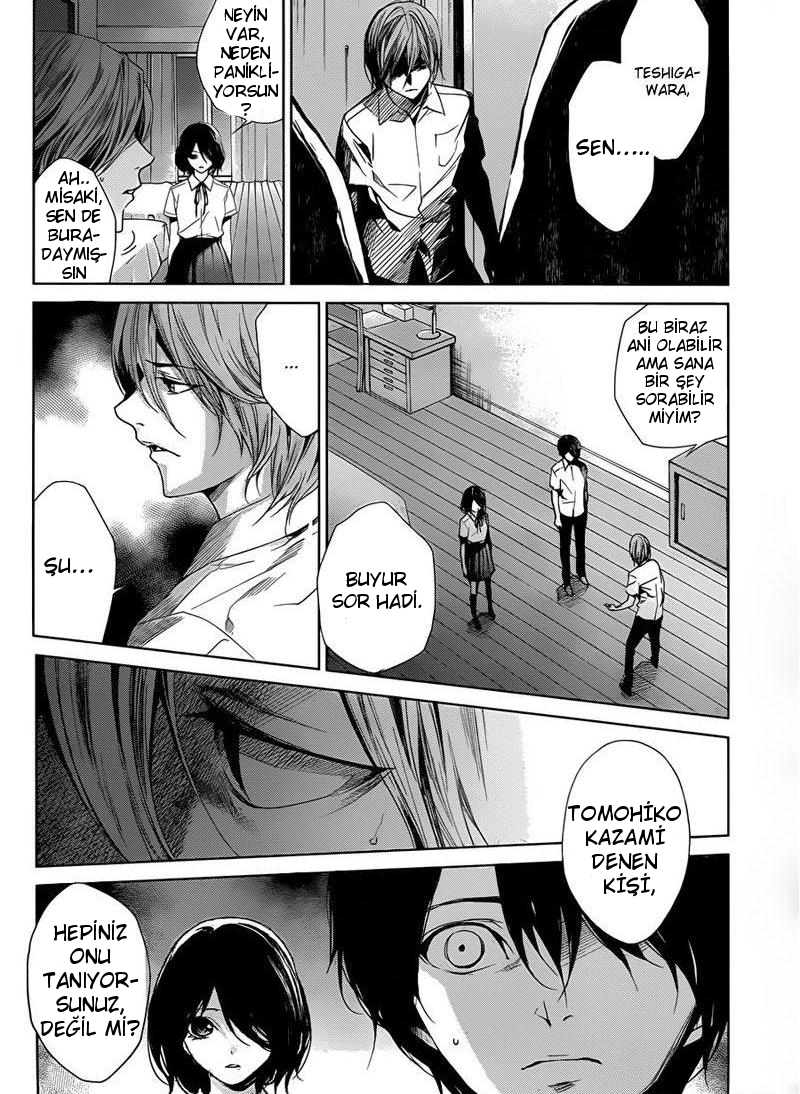 TESHIGA-
WARA,
SEN.....
NEYİN
VAR,
NEDEN
PANİKLİ-
YORSUN
?
AH..
MİSAKİ,
SEN DE
BURA-
DAYMIŞ-
SIN
BU BİRAZ
ANİ OLABİLİR
AMA SANA
BİR ŞEY
SORABİLİR
MİYİM?
BUYUR
SOR HADİ.
...
ŞU...
TOMOHİKO
KAZAMİ
DENEN
KİŞİ,
HEPİNİZ
ONU
TANIYOR-
SUNUZ,
DEĞİL Mİ?